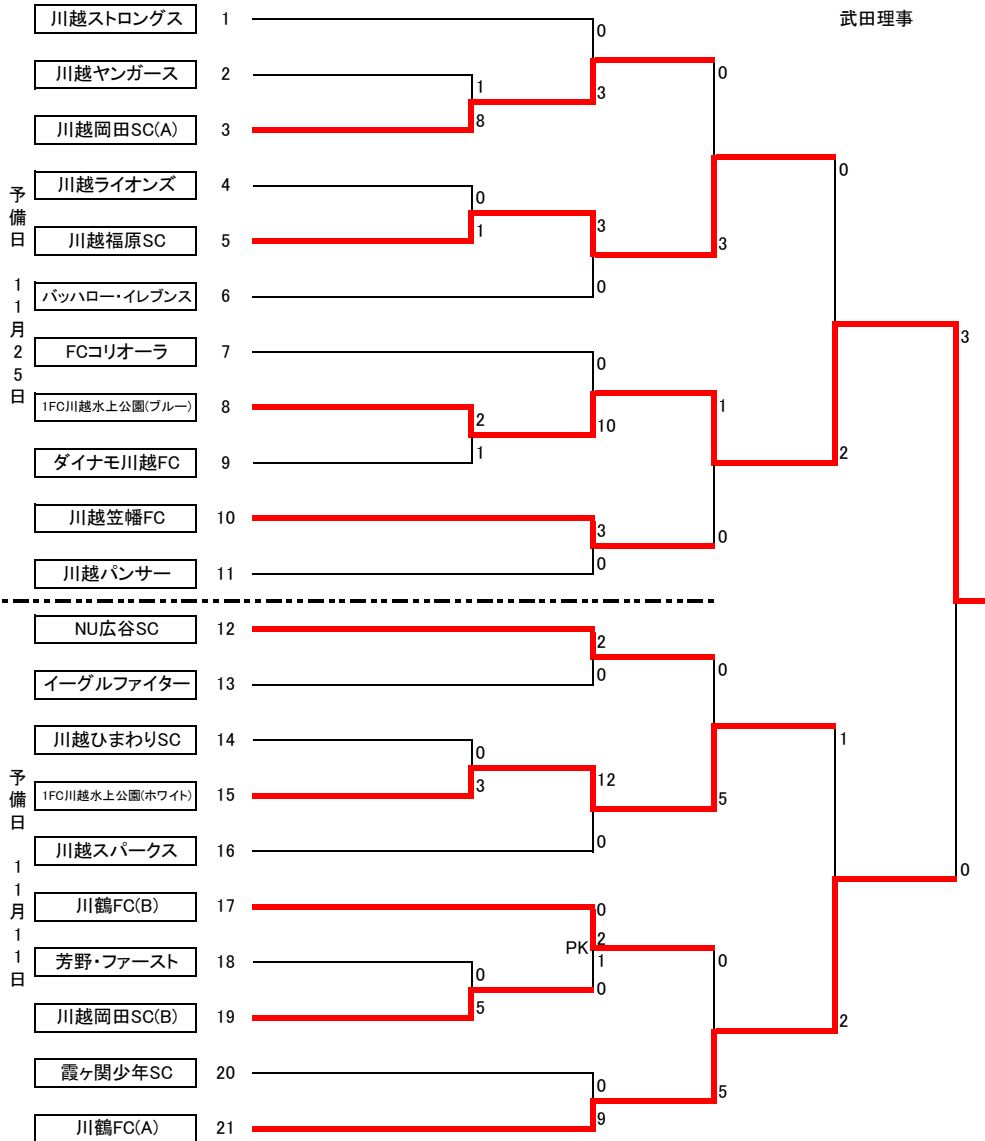 武田理事
川越ストロングス 1
0
川越ヤンガース 2
0
1
3
川越岡田SC(A) 3
8
川越ライオンズ 4
0
0
川越福原SC 5
1
3
3
バッハロー・イレブンス 6
0
予備日 11月25日
FCコリオーラ 7
0
3
1FC川越水上公園(ブルー) 8
2
10
1
ダイナモ川越FC 9
1
2
川越笠幡FC 10
3
0
川越パンサー 11
0
NU広谷SC 12
2
イーグルファイター 13
0
0
川越ひまわりSC 14
0
1
1FC川越水上公園(ホワイト) 15
3
12
5
川越スパークス 16
0
予備日 11月11日
0
川鶴FC(B) 17
0
2
PK
芳野・ファースト 18
1
0
0
0
川越岡田SC(B) 19
5
2
霞ヶ関少年SC 20
0
5
川鶴FC(A) 21
9